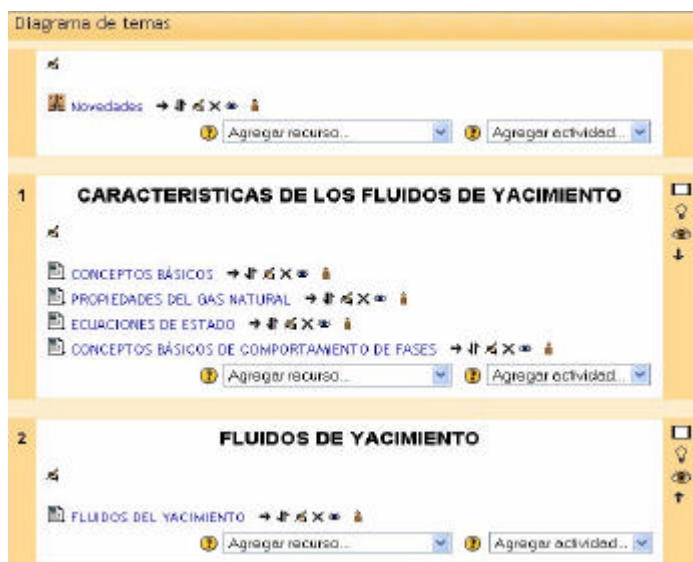 Diagrama de temas
Novedades
Agregar recurso... Agregar actividad...
1 CARACTERISTICAS DE LOS FLUIDOS DE YACIMIENTO
CONCEPTOS BÁSICOS
PROPIEDADES DEL GAS NATURAL
ECUACIONES DE ESTADO
CONCEPTOS BÁSICOS DE COMPORTAMIENTO DE FASES
Agregar recurso... Agregar actividad...
2 FLUIDOS DE YACIMIENTO
FLUIDOS DEL YACIMIENTO
Agregar recurso... Agregar actividad...